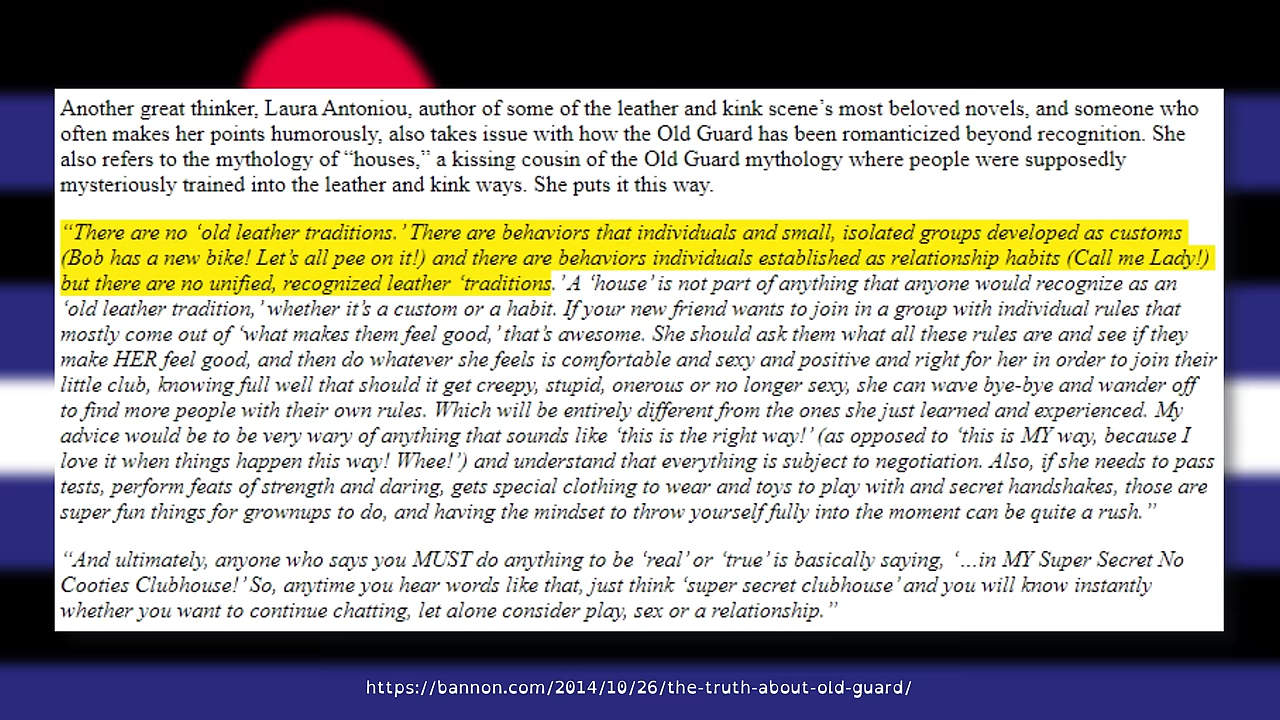 Another great thinker, Laura Antoniou, author of some of the leather and kink scene’s most beloved novels, and someone who
often makes her points humorously, also takes issue with how the Old Guard has been romanticized beyond recognition. She
also refers to the mythology of “houses,” a kissing cousin of the Old Guard mythology where people were supposedly
mysteriously trained into the leather and kink ways. She puts it this way.
“There are no ‘old leather traditions.’ There are behaviors that individuals and small, isolated groups developed as customs
(Bob has a new bike! Let’s all pee on it!) and there are behaviors individuals established as relationship habits (Call me Lady!)
but there are no unified, recognized leather ‘traditions.’ A ‘house’ is not part of anything that anyone would recognize as an
‘old leather tradition,’ whether it’s a custom or a habit. If your new friend wants to join in a group with individual rules that
mostly come out of ‘what makes them feel good,’ that’s awesome. She should ask them what all these rules are and see if they
make HER feel good, and then do whatever she feels is comfortable and sexy and positive and right for her in order to join their
little club, knowing full well that should it get creepy, stupid, onerous or no longer sexy, she can wave bye-bye and wander off
to find more people with their own rules. Which will be entirely different from the ones she just learned and experienced. My
advice would be to be very wary of anything that sounds like ‘this is the right way!’ (as opposed to ‘this is MY way, because I
love it when things happen this way! Whee!’) and understand that everything is subject to negotiation. Also, if she needs to pass
tests, perform feats of strength and daring, gets special clothing to wear and toys to play with and secret handshakes, those are
super fun things for grownups to do, and having the mindset to throw yourself fully into the moment can be quite a rush.”
“And ultimately, anyone who says you MUST do anything to be ‘real’ or ‘true’ is basically saying, ‘…in MY Super Secret No
Cooties Clubhouse!’ So, anytime you hear words like that, just think ‘super secret clubhouse’ and you will know instantly
whether you want to continue chatting, let alone consider play, sex or a relationship.”
https://bannon.com/2014/10/26/the-truth-about-old-guard/